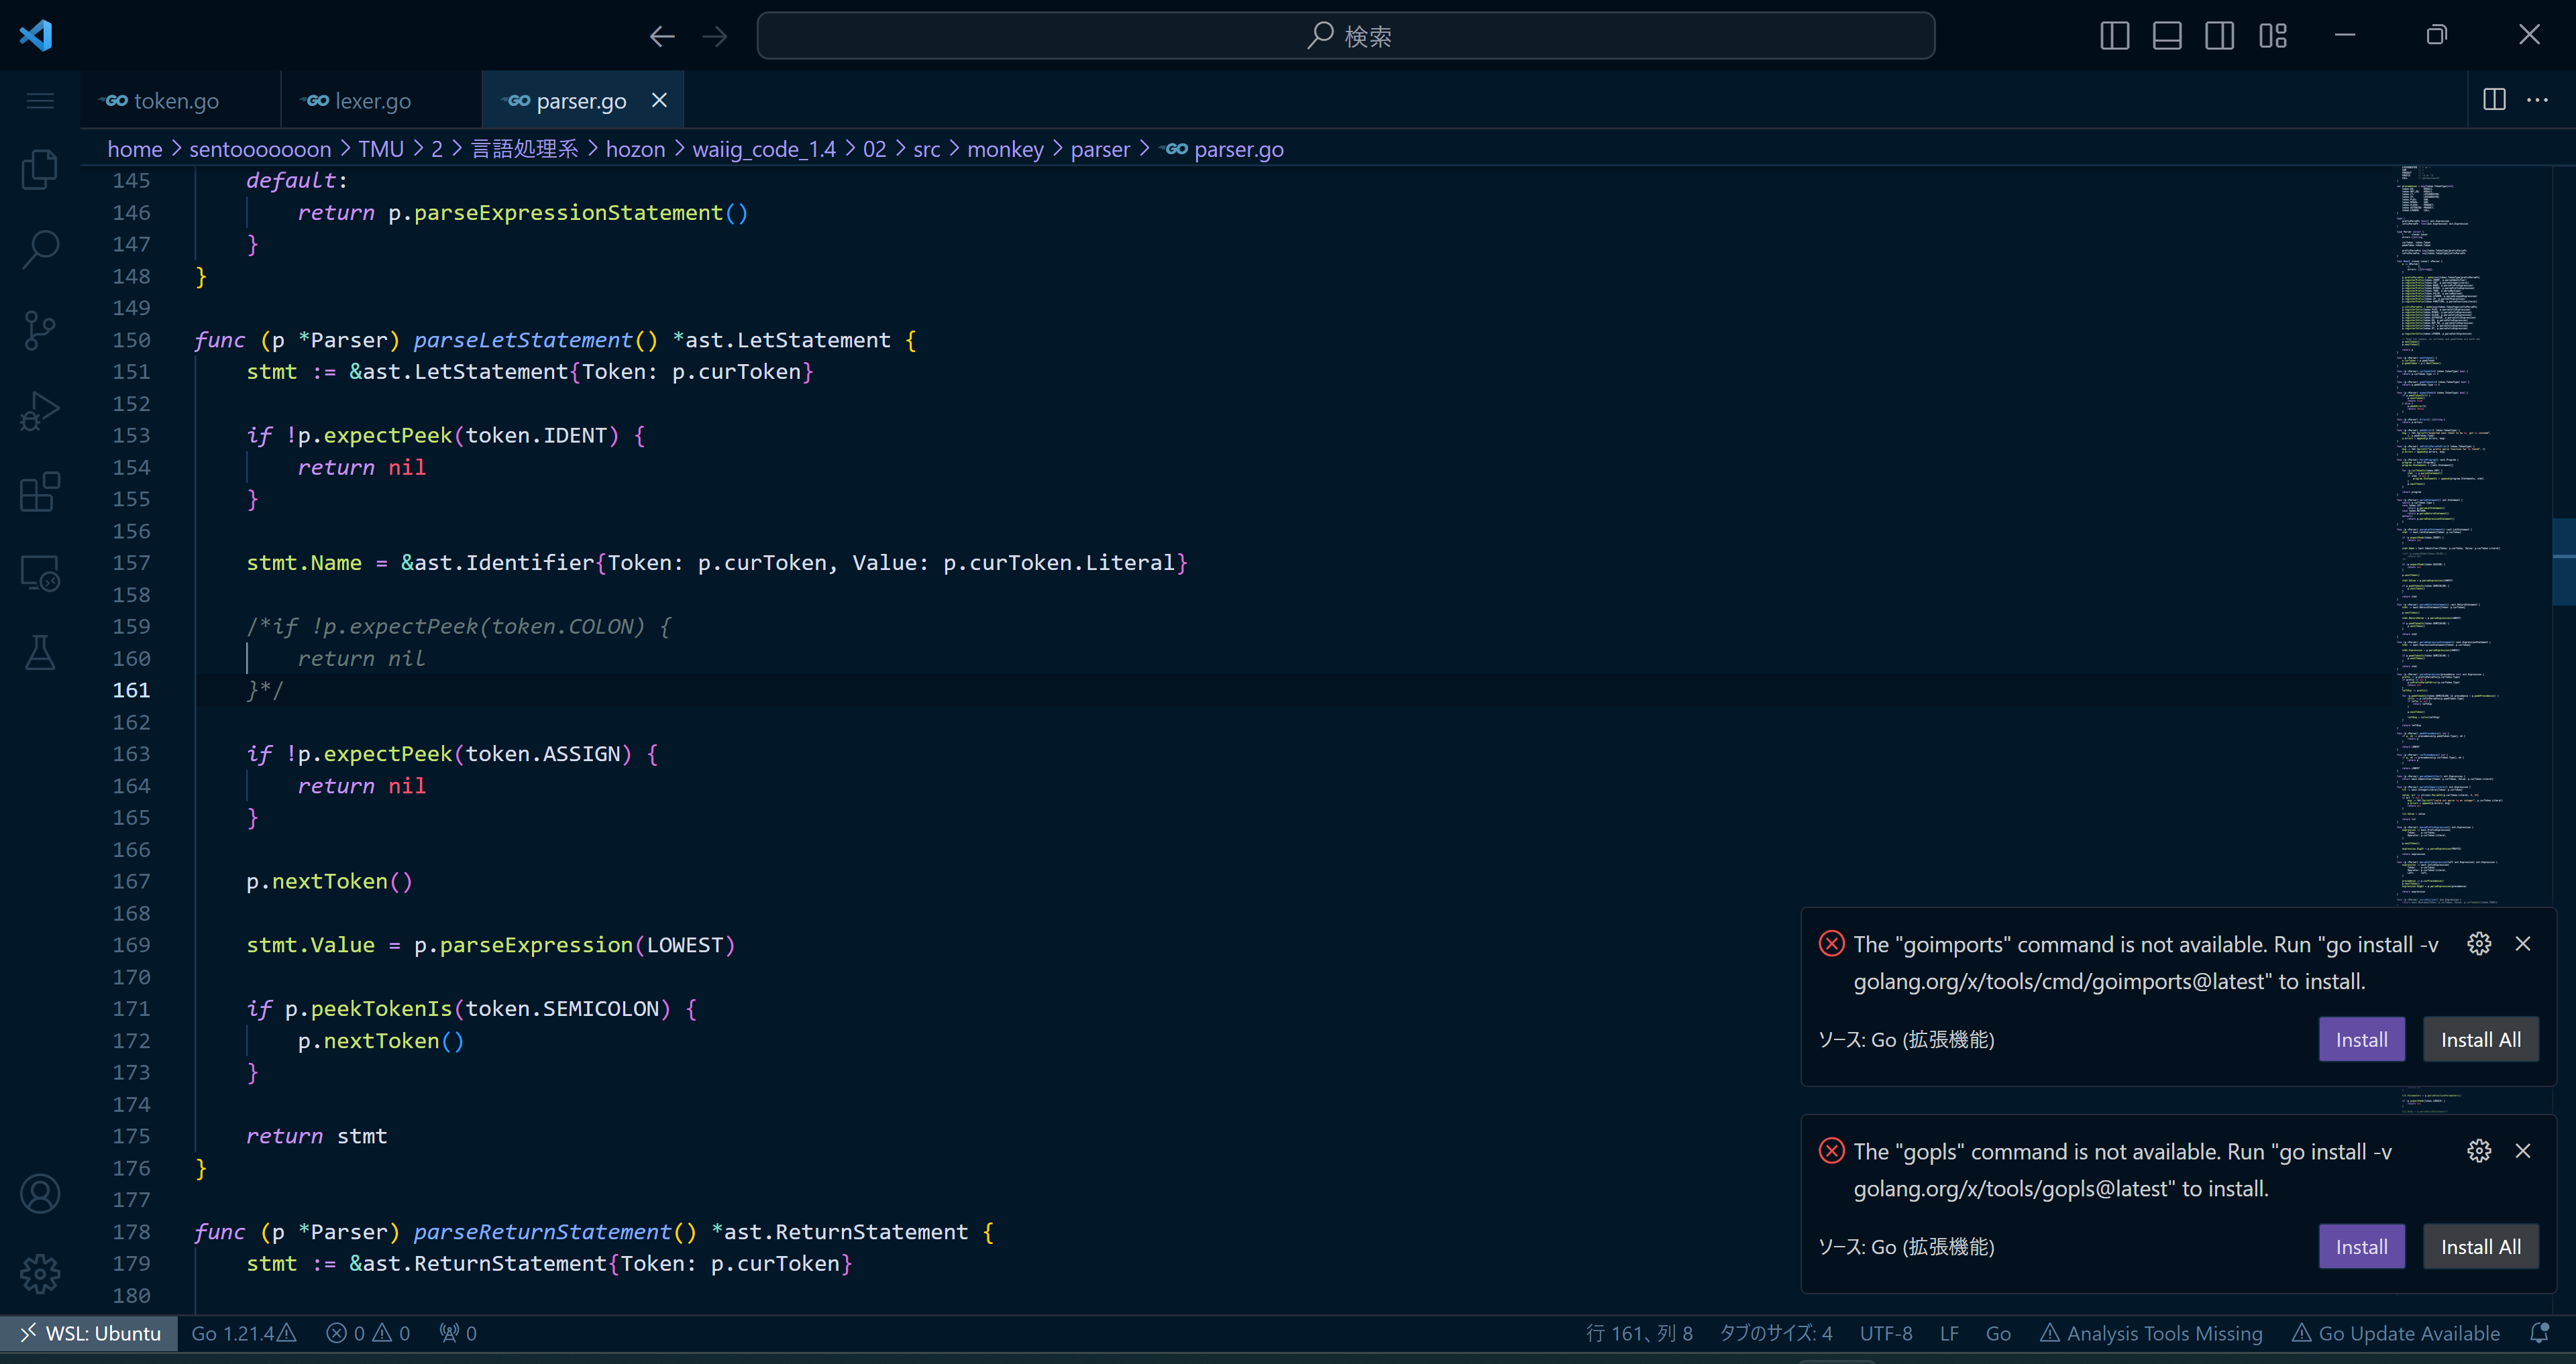 検索
token.go
lexer.go
parser.go
home > sentooooooon > TMU > 2 > 言語処理系 > hozon > waiig_code_1.4 > 02 > src > monkey > parser > parser.go
145 default:
146 return p.parseExpressionStatement()
147 }
148 }
149
150 func (p *Parser) parseLetStatement() *ast.LetStatement {
151 stmt := &ast.LetStatement{Token: p.curToken}
152
153 if !p.expectPeek(token.IDENT) {
154 return nil
155 }
156
157 stmt.Name = &ast.Identifier{Token: p.curToken, Value: p.curToken.Literal}
158
159 /*if !p.expectPeek(token.COLON) {
160 return nil
161 }*/
162
163 if !p.expectPeek(token.ASSIGN) {
164 return nil
165 }
166
167 p.nextToken()
168
169 stmt.Value = p.parseExpression(LOWEST)
170
171 if p.peekTokenIs(token.SEMICOLON) {
172 p.nextToken()
173 }
174
175 return stmt
176 }
177
178 func (p *Parser) parseReturnStatement() *ast.ReturnStatement {
179 stmt := &ast.ReturnStatement{Token: p.curToken}
180
The "goimports" command is not available. Run "go install -v
golang.org/x/tools/cmd/goimports@latest" to install.
ソース: Go (拡張機能)
Install
Install All
The "gopls" command is not available. Run "go install -v
golang.org/x/tools/gopls@latest" to install.
ソース: Go (拡張機能)
Install
Install All
WSL: Ubuntu
Go 1.21.4
0
0
0
行 161、列 8
タブのサイズ: 4
UTF-8
LF
Go
Analysis Tools Missing
Go Update Available